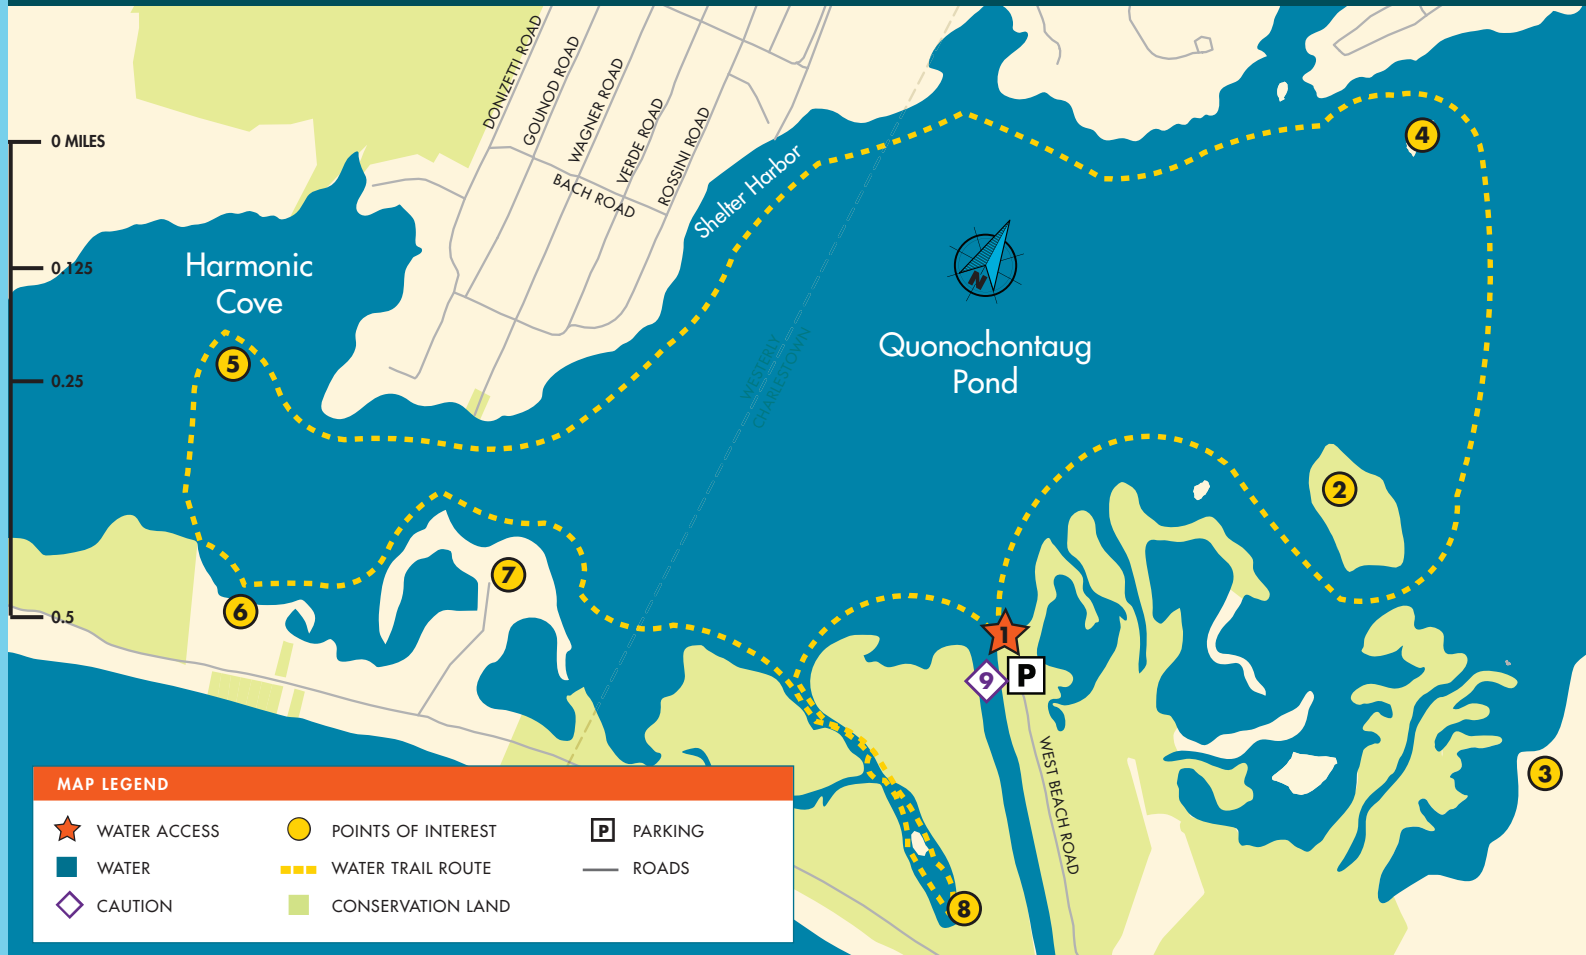 DONIZETTI ROAD
GOUNOD ROAD
WAGNER ROAD
VERDE ROAD
ROSSINI ROAD
BACH ROAD
0 MILES
0.125
0.25
0.5
Harmonic
Cove
Shelter Harbor
4
N
WESTERLY
CHARLESTOWN
Quonochontaug
Pond
5
2
7
6
1
9
P
WEST BEACH ROAD
3
8
MAP LEGEND
WATER ACCESS
POINTS OF INTEREST
P PARKING
WATER
WATER TRAIL ROUTE
ROADS
CAUTION
CONSERVATION LAND